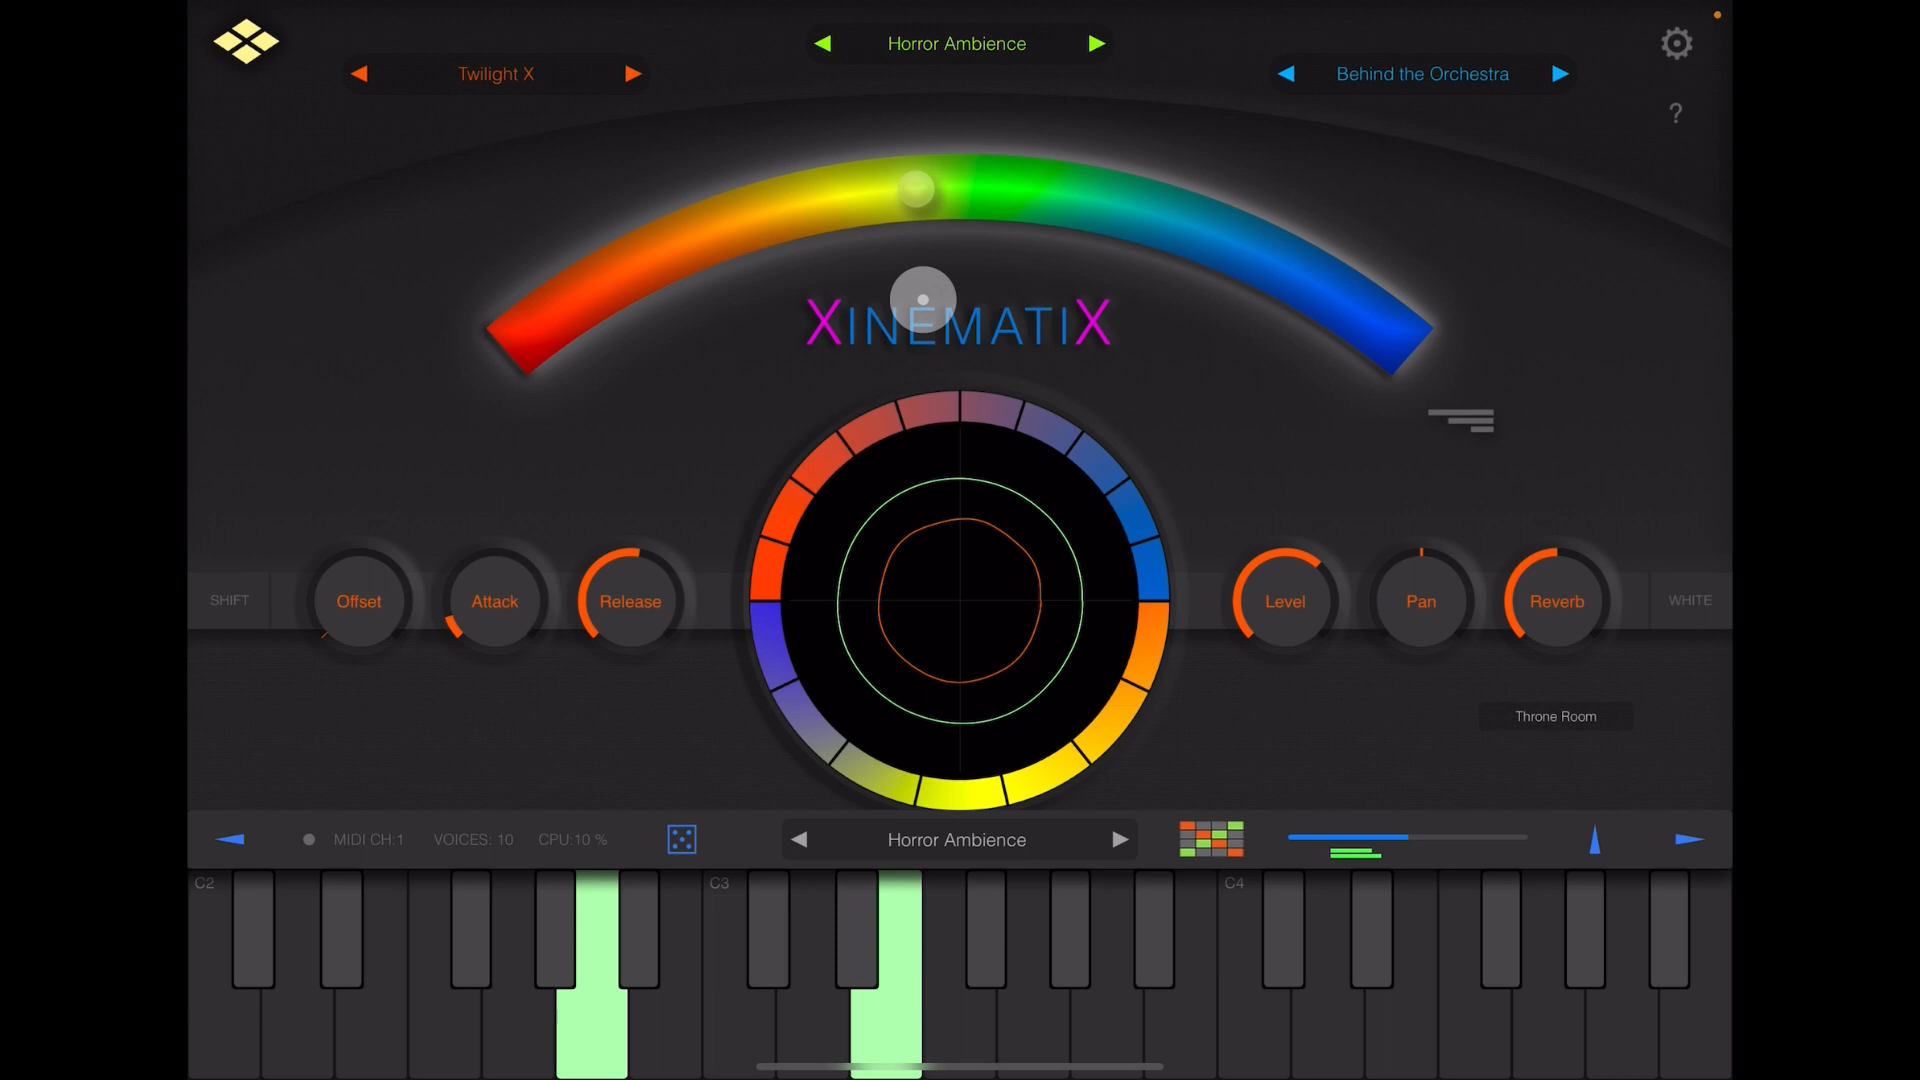 Horror Ambience
Twilight X
Behind the Orchestra
?
XINEMATIX
SHIFT
Offset
Attack
Release
Level
Pan
Reverb
WHITE
Throne Room
MIDI CH:1
VOICES: 10
CPU:10 %
Horror Ambience
C2
C3
C4